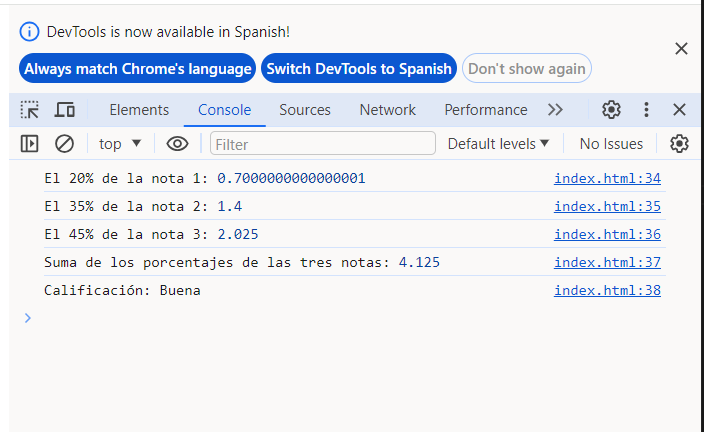 DevTools is now available in Spanish!
Always match Chrome's language Switch DevTools to Spanish Don't show again
Elements Console Sources Network Performance
top Filter Default levels No Issues
El 20% de la nota 1: 0.7000000000000001 index.html:34
El 35% de la nota 2: 1.4 index.html:35
El 45% de la nota 3: 2.025 index.html:36
Suma de los porcentajes de las tres notas: 4.125 index.html:37
Calificación: Buena index.html:38